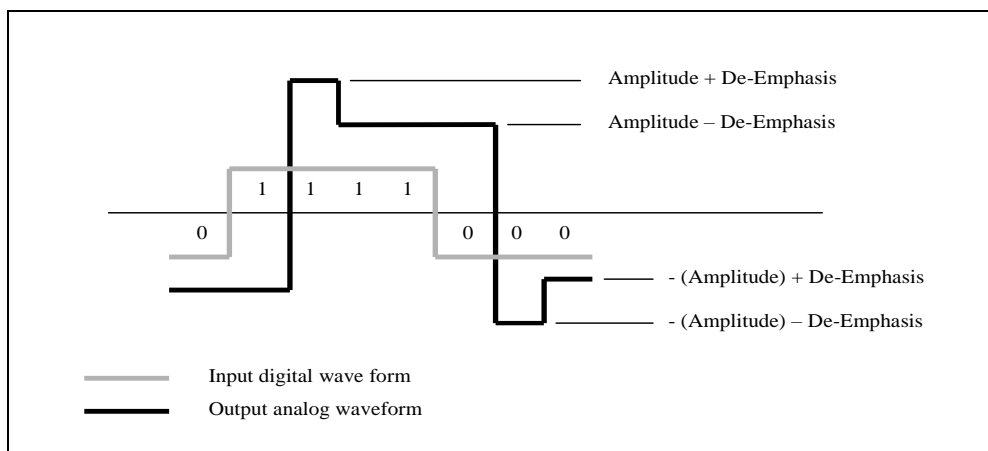 Amplitude + De-Emphasis
Amplitude – De-Emphasis
1 1 1 1
0 0 0 0
- (Amplitude) + De-Emphasis
- (Amplitude) – De-Emphasis
Input digital wave form
Output analog waveform